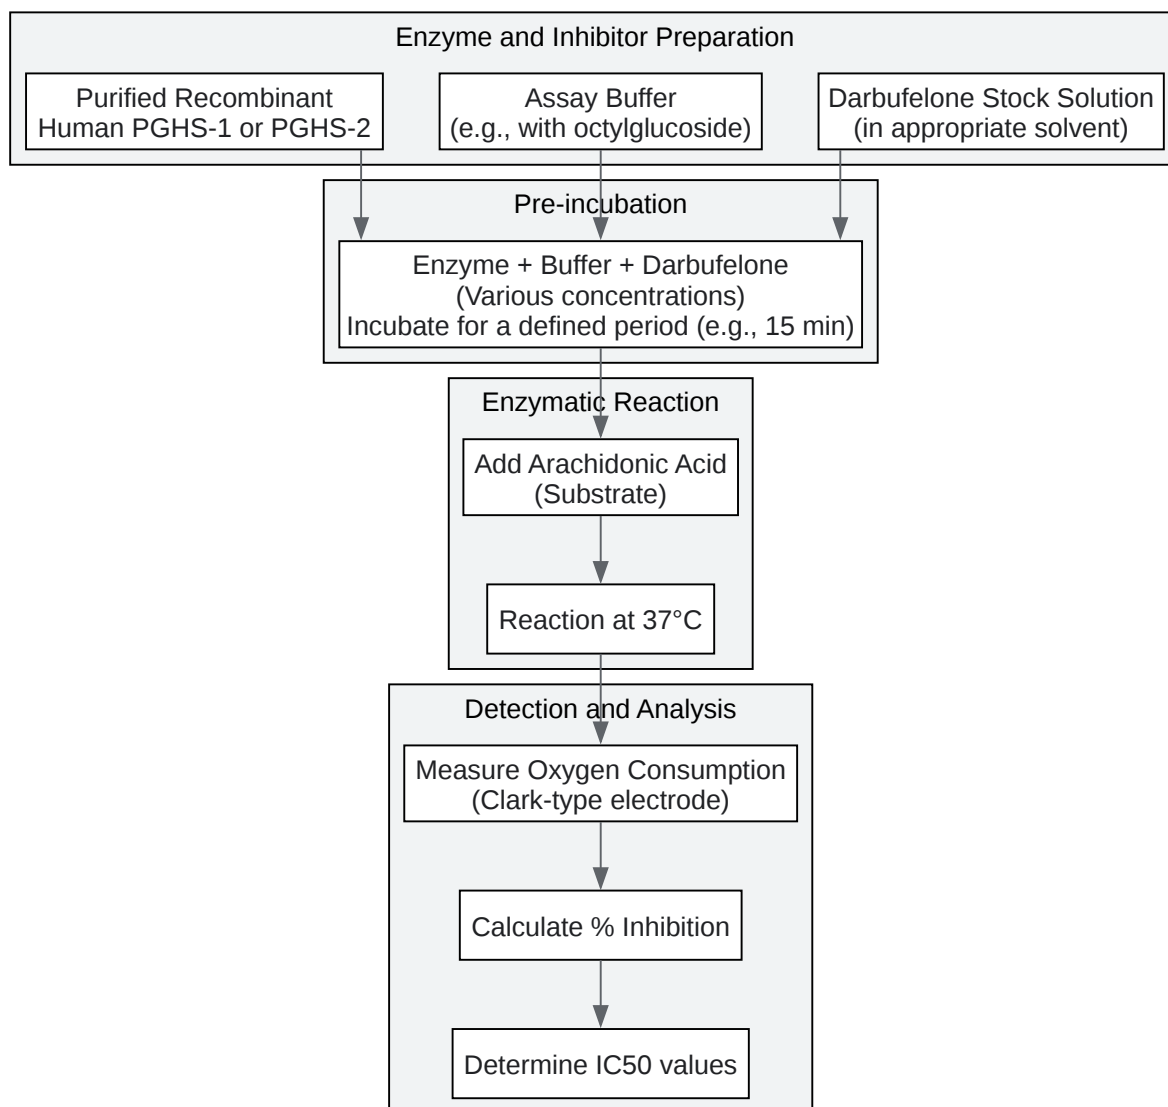 Enzyme and Inhibitor Preparation
Purified Recombinant
Human PGHS-1 or PGHS-2
Assay Buffer
(e.g., with octylglucoside)
Darbufelone Stock Solution
(in appropriate solvent)
Pre-incubation
Enzyme + Buffer + Darbufelone
(Various concentrations)
Incubate for a defined period (e.g., 15 min)
Enzymatic Reaction
Add Arachidonic Acid
(Substrate)
Reaction at 37°C
Detection and Analysis
Measure Oxygen Consumption
(Clark-type electrode)
Calculate % Inhibition
Determine IC50 values